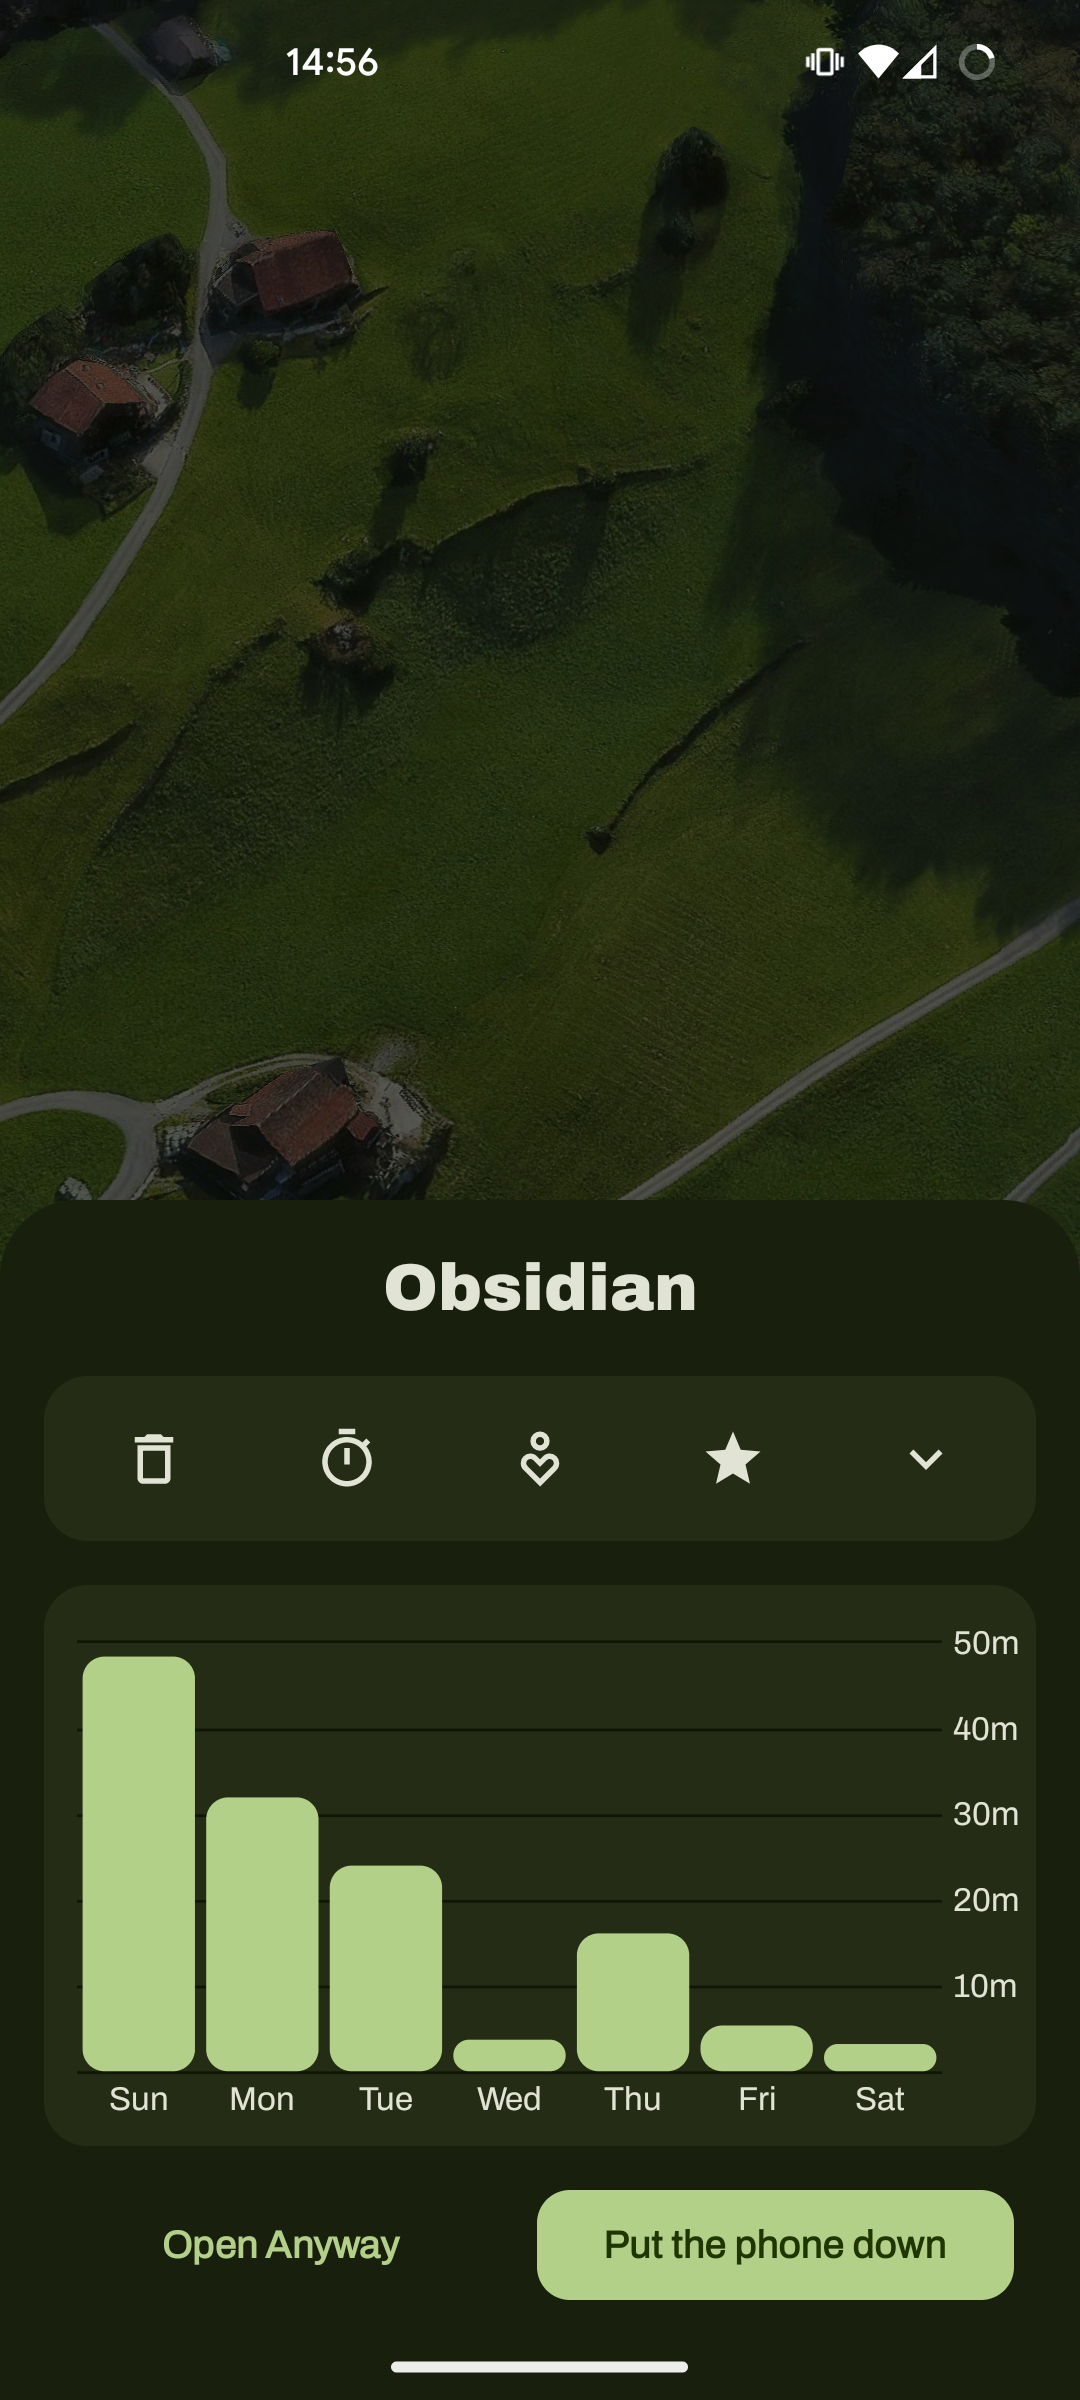 14:56
Obsidian
50m
40m
30m
20m
10m
Sun Mon Tue Wed Thu Fri Sat
Open Anyway Put the phone down